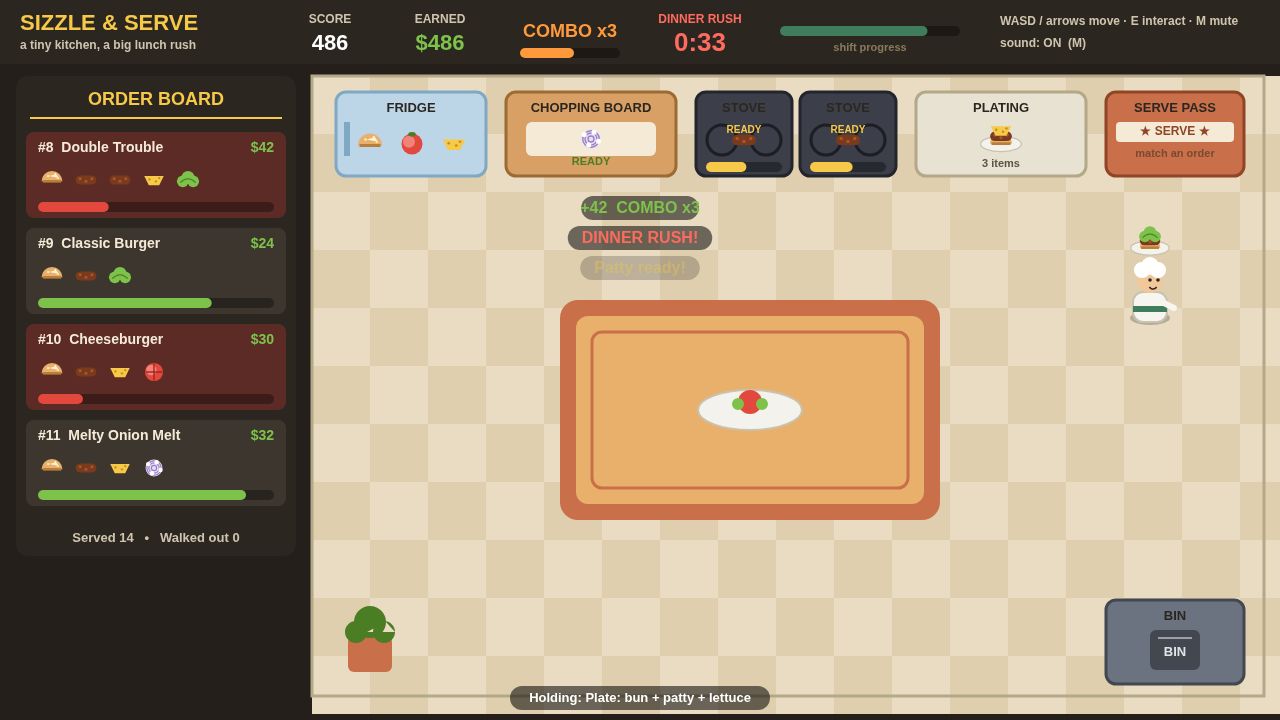 SIZZLE & SERVE
a tiny kitchen, a big lunch rush
SCORE
486
EARNED
$486
COMBO x3
DINNER RUSH
0:33
shift progress
WASD / arrows move · E interact · M mute
sound: ON (M)
ORDER BOARD
#8 Double Trouble $42
#9 Classic Burger $24
#10 Cheeseburger $30
#11 Melty Onion Melt $32
Served 14 • Walked out 0
FRIDGE
CHOPPING BOARD
READY
STOVE
READY
STOVE
READY
PLATING
3 items
SERVE PASS
★ SERVE ★
match an order
+42 COMBO x3
DINNER RUSH!
Patty ready!
BIN
BIN
Holding: Plate: bun + patty + lettuce